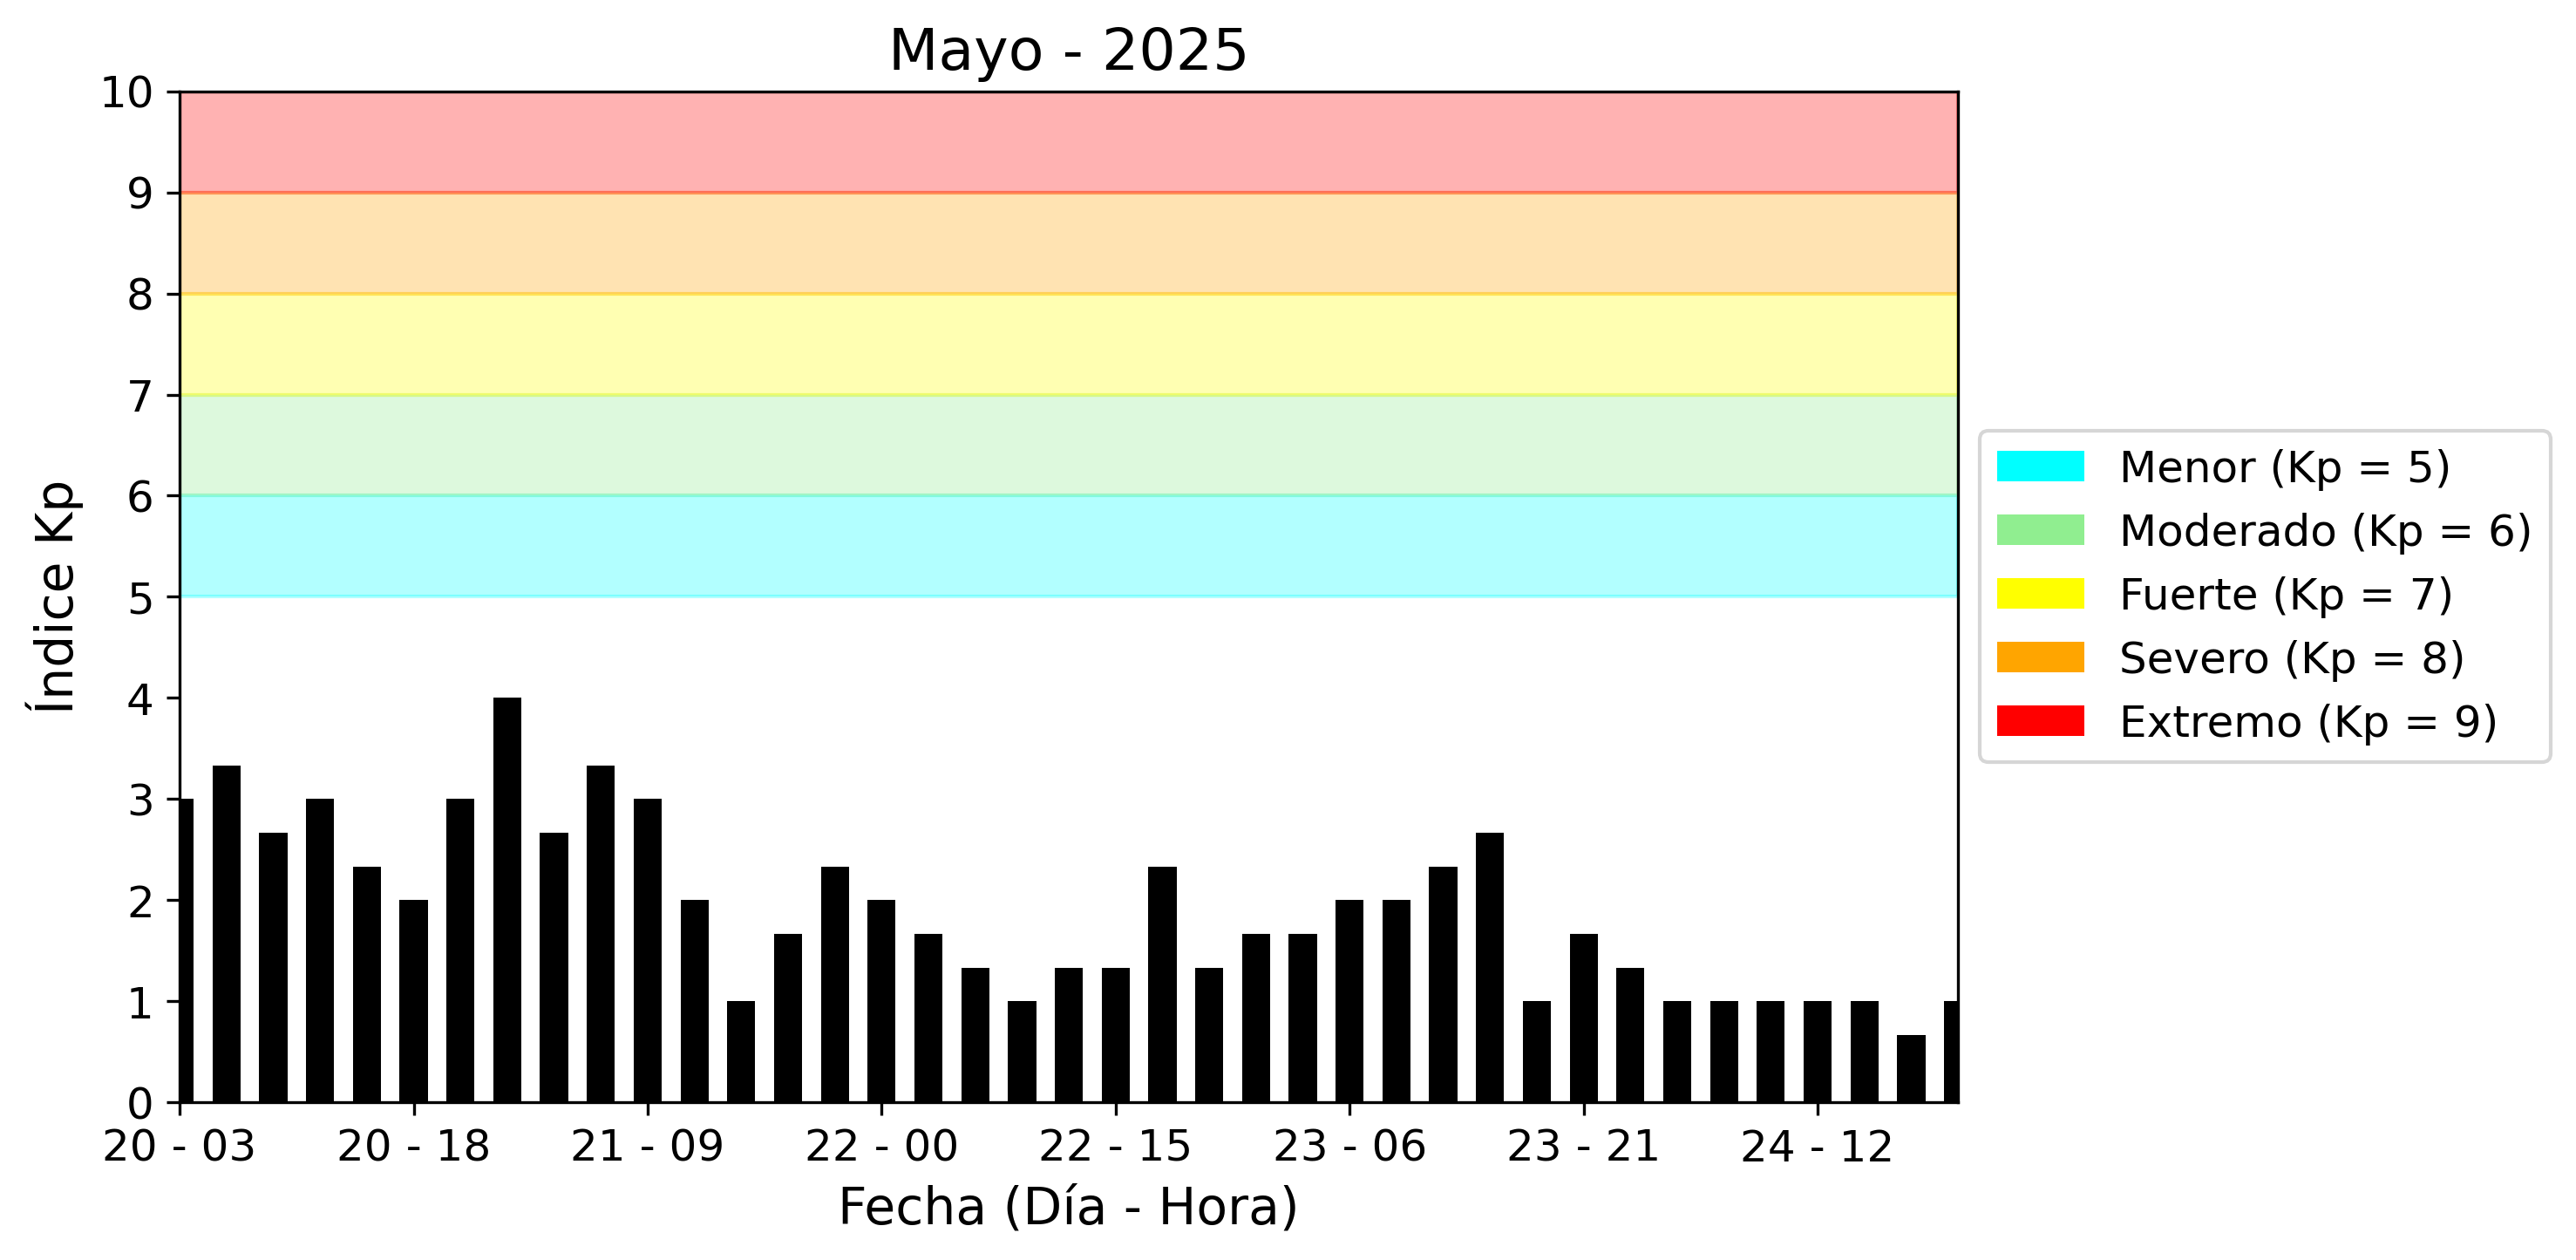 Mayo - 2025
10
9
8
7
6
5
4
3
2
1
0
Índice Kp
20 - 03
20 - 18
21 - 09
22 - 00
22 - 15
23 - 06
23 - 21
24 - 12
Fecha (Día - Hora)
Menor (Kp = 5)
Moderado (Kp = 6)
Fuerte (Kp = 7)
Severo (Kp = 8)
Extremo (Kp = 9)